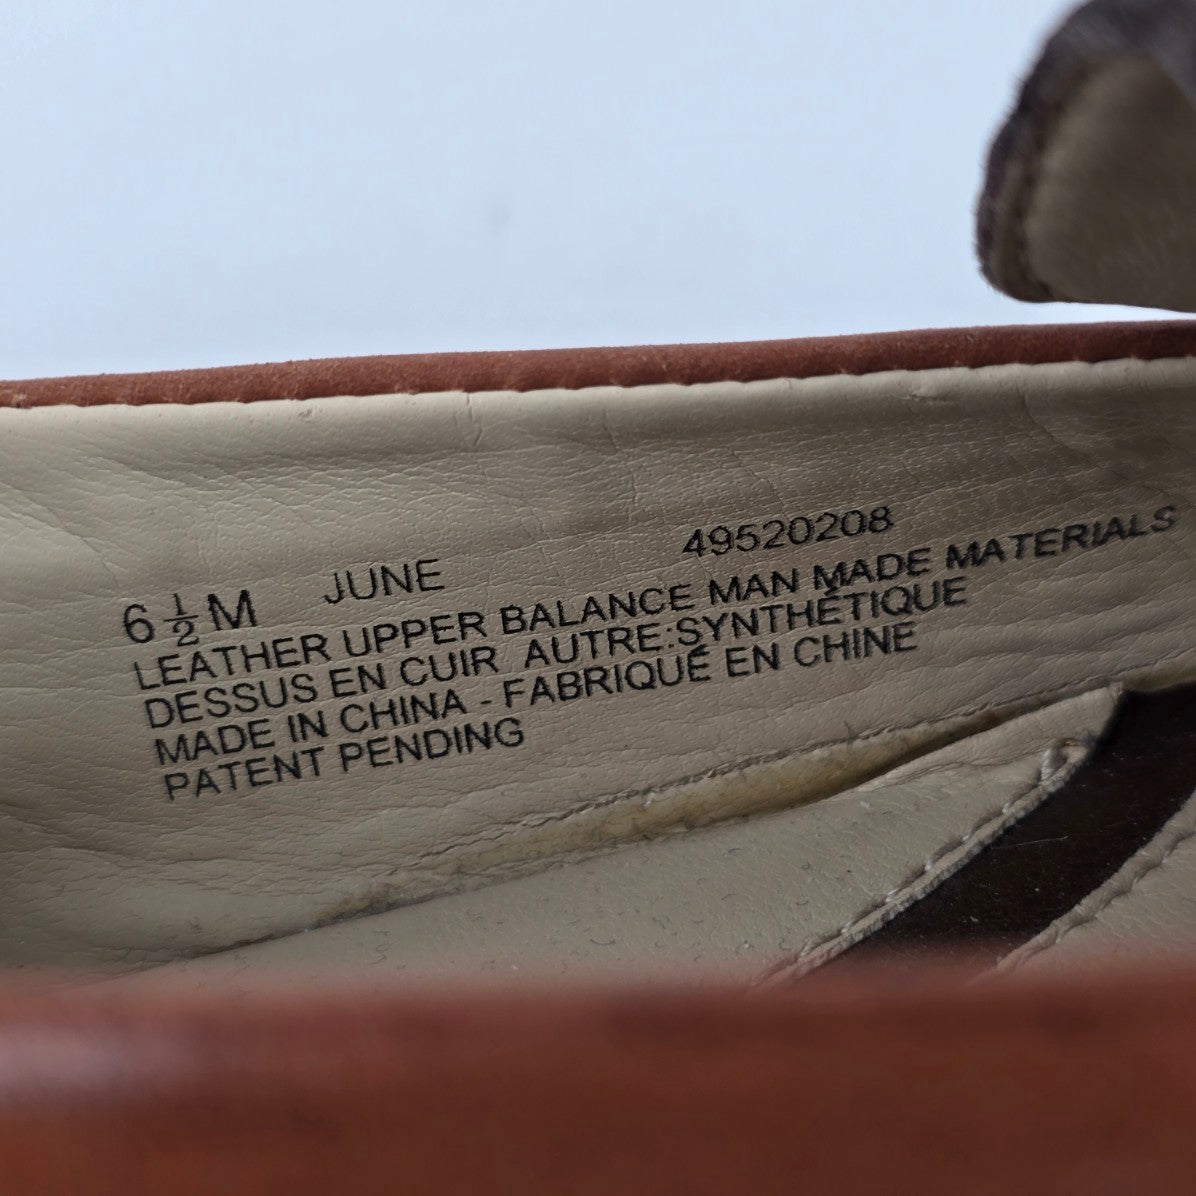 6 1/2 M JUNE 49520208
LEATHER UPPER BALANCE MAN MADE MATERIALS
DESSUS EN CUIR AUTRE:SYNTHÉTIQUE
MADE IN CHINA - FABRIQUÉ EN CHINE
PATENT PENDING